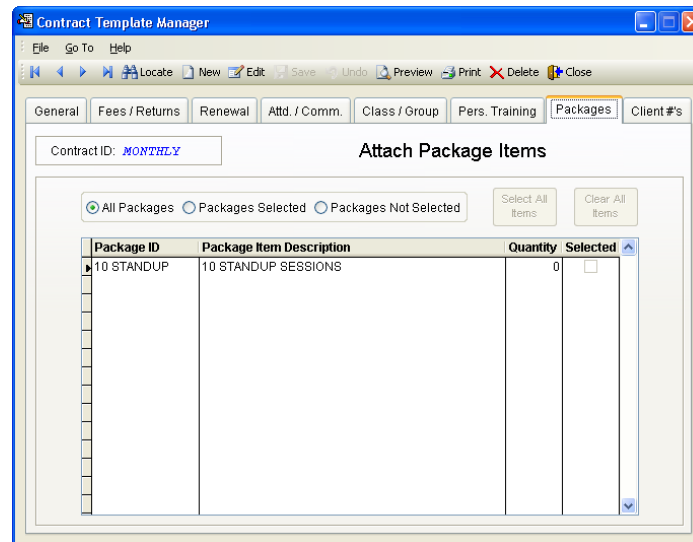 Contract Template Manager
File Go To Help
Locate New Edit Save Undo Preview Print Delete Close
General Fees / Returns Renewal Attd. / Comm. Class / Group Pers. Training Packages Client #'s
Contract ID: MONTHLY Attach Package Items
All Packages Packages Selected Packages Not Selected Select All Items Clear All Items
Package ID Package Item Description Quantity Selected
10 STANDUP 10 STANDUP SESSIONS 0